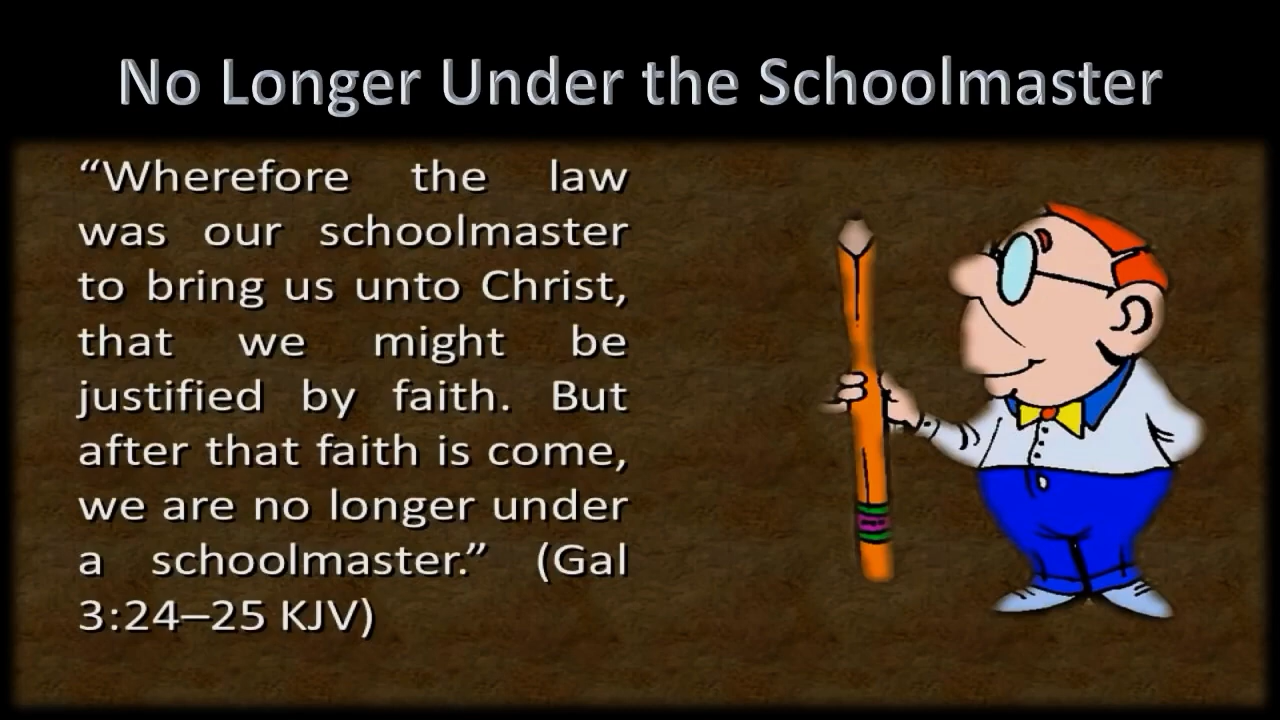 No Longer Under the Schoolmaster
“Wherefore the law
was our schoolmaster
to bring us unto Christ,
that we might be
justified by faith. But
after that faith is come,
we are no longer under
a schoolmaster.” (Gal
3:24–25 KJV)